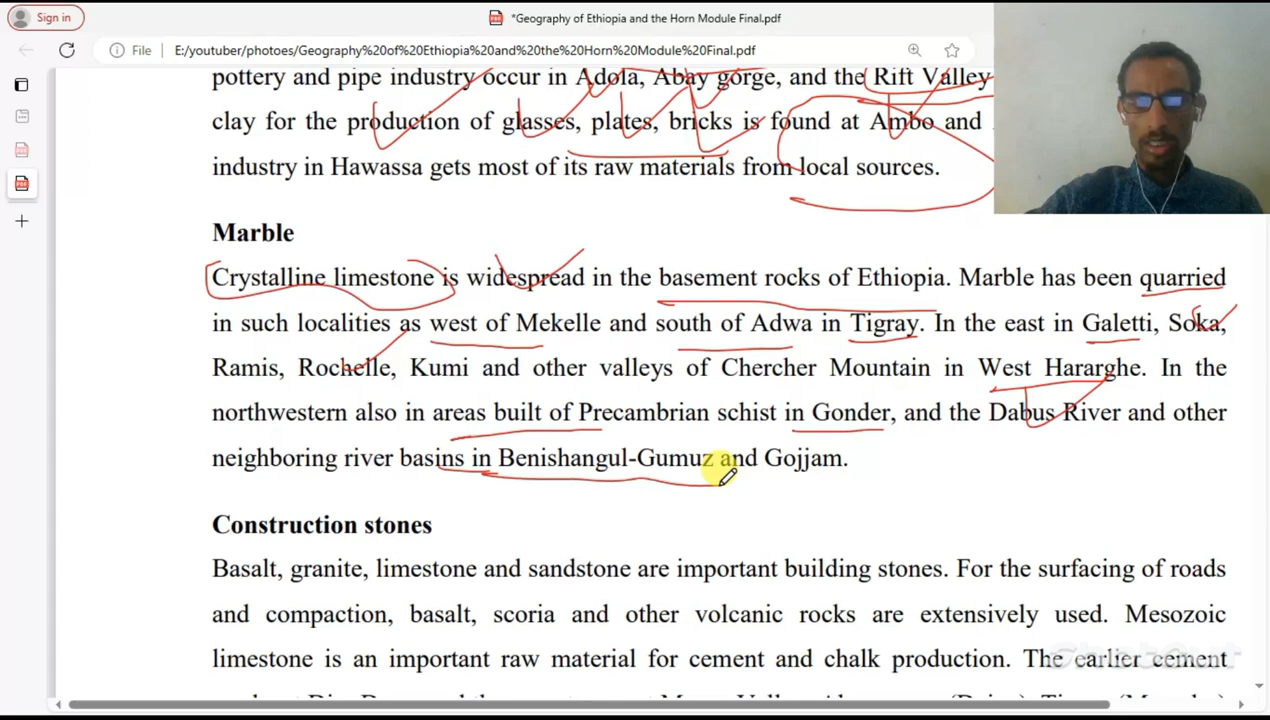 Sign in
*Geography of Ethiopia and the Horn Module Final.pdf
File E:/youtuber/photoes/Geography%20of%20Ethiopia%20and%20the%20Horn%20Module%20Final.pdf
pottery and pipe industry occur in Adola, Abay gorge, and the Rift Valley
clay for the production of glasses, plates, bricks is found at Ambo and
industry in Hawassa gets most of its raw materials from local sources.
Marble
Crystalline limestone is widespread in the basement rocks of Ethiopia. Marble has been quarried
in such localities as west of Mekelle and south of Adwa in Tigray. In the east in Galetti, Soka,
Ramis, Rochelle, Kumi and other valleys of Chercher Mountain in West Hararghe. In the
northwestern also in areas built of Precambrian schist in Gonder, and the Dabus River and other
neighboring river basins in Benishangul-Gumuz and Gojjam.
Construction stones
Basalt, granite, limestone and sandstone are important building stones. For the surfacing of roads
and compaction, basalt, scoria and other volcanic rocks are extensively used. Mesozoic
limestone is an important raw material for cement and chalk production. The earlier cement